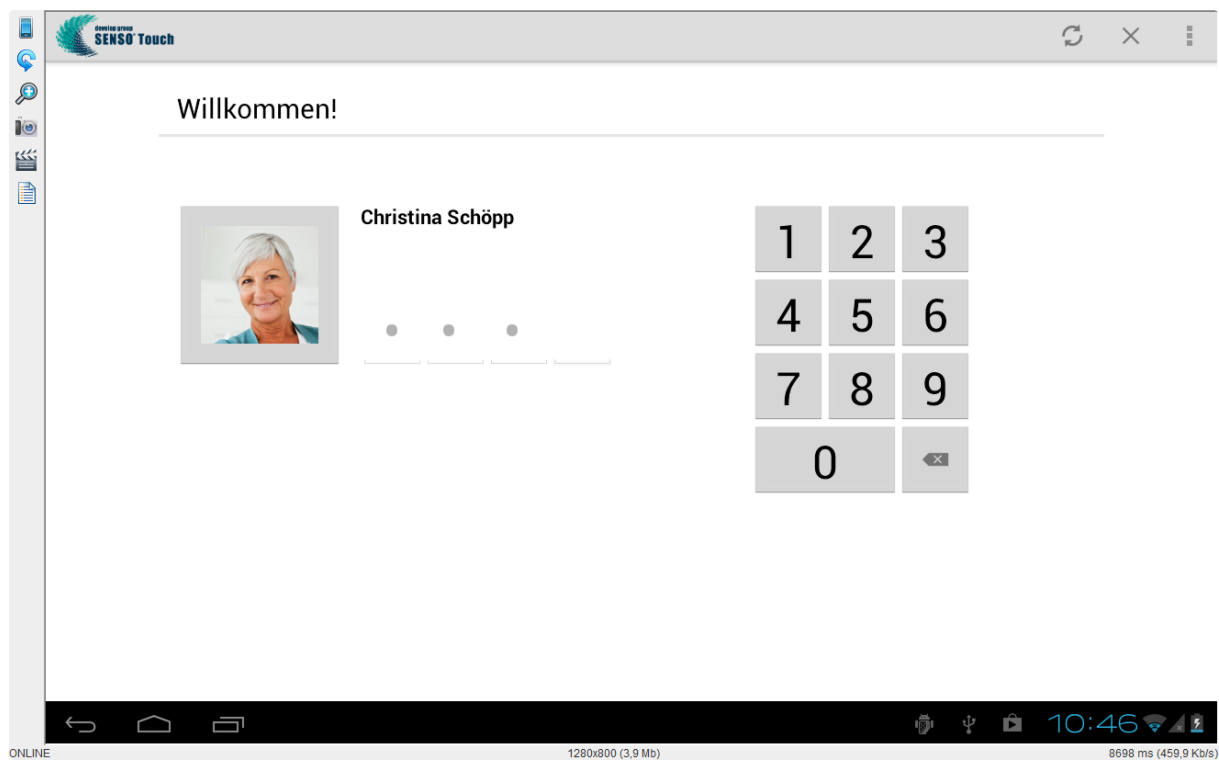 develop group
SENSO Touch
Willkommen!
Christina Schöpp
1 2 3
4 5 6
7 8 9
0
10:46
ONLINE 1280x800 (3,9 Mb) 8698 ms (459,9 Kb/s)